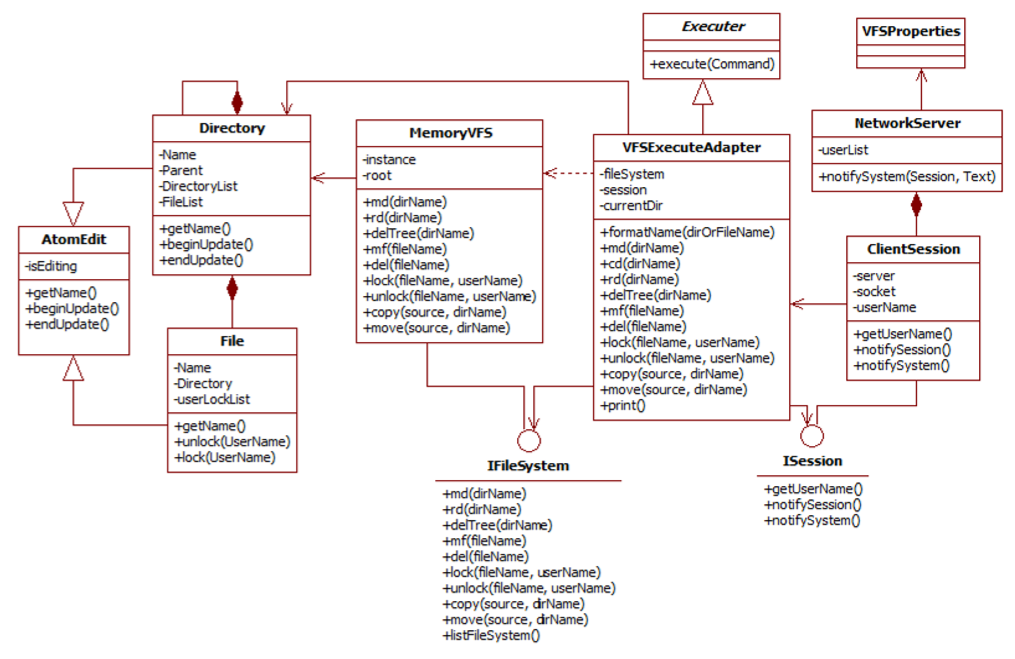 Executer
+execute(Command)
VFSProperties
Directory
-Name
-Parent
-DirectoryList
-FileList
+getName()
+beginUpdate()
+endUpdate()
MemoryVFS
-instance
-root
+md(dirName)
+rd(dirName)
+delTree(dirName)
+mf(fileName)
+del(fileName)
+lock(fileName, userName)
+unlock(fileName, userName)
+copy(source, dirName)
+move(source, dirName)
VFSExecuteAdapter
-fileSystem
-session
-currentDir
+formatName(dirOrFileName)
+md(dirName)
+cd(dirName)
+rd(dirName)
+delTree(dirName)
+mf(fileName)
+del(fileName)
+lock(fileName, userName)
+unlock(fileName, userName)
+copy(source, dirName)
+move(source, dirName)
+print()
NetworkServer
-userList
+notifySystem(Session, Text)
AtomEdit
-isEditing
+getName()
+beginUpdate()
+endUpdate()
ClientSession
-server
-socket
-userName
+getUserName()
+notifySession()
+notifySystem()
File
-Name
-Directory
-userLockList
+getName()
+unlock(UserName)
+lock(UserName)
IFileSystem
+md(dirName)
+rd(dirName)
+delTree(dirName)
+mf(fileName)
+del(fileName)
+lock(fileName, userName)
+unlock(fileName, userName)
+copy(source, dirName)
+move(source, dirName)
+listFileSystem()
ISession
+getUserName()
+notifySession()
+notifySystem()